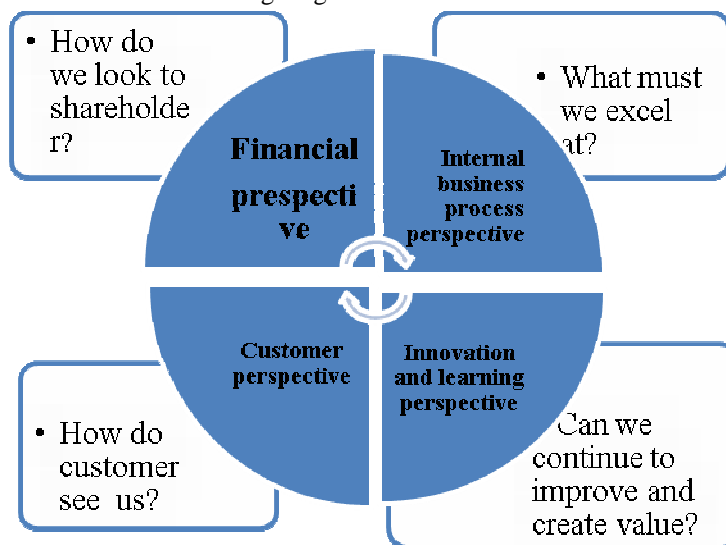 • How do
we look to
shareholde
r?
• What must
we excel
at?
Financial
prespecti
ve
Internal
business
process
perspective
Customer
perspective
Innovation
and learning
perspective
• How do
customer
see us?
Can we
continue to
improve and
create value?